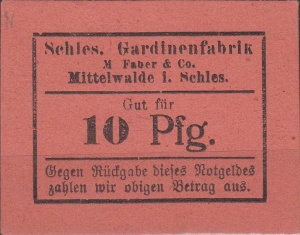 Schles. Gardinenfabrik
M Faber & Co.
Mittelwalde i. Schles.
Gut für
10 Pfg.
Gegen Rückgabe dieses Notgeldes
zahlen wir obigen Betrag aus.